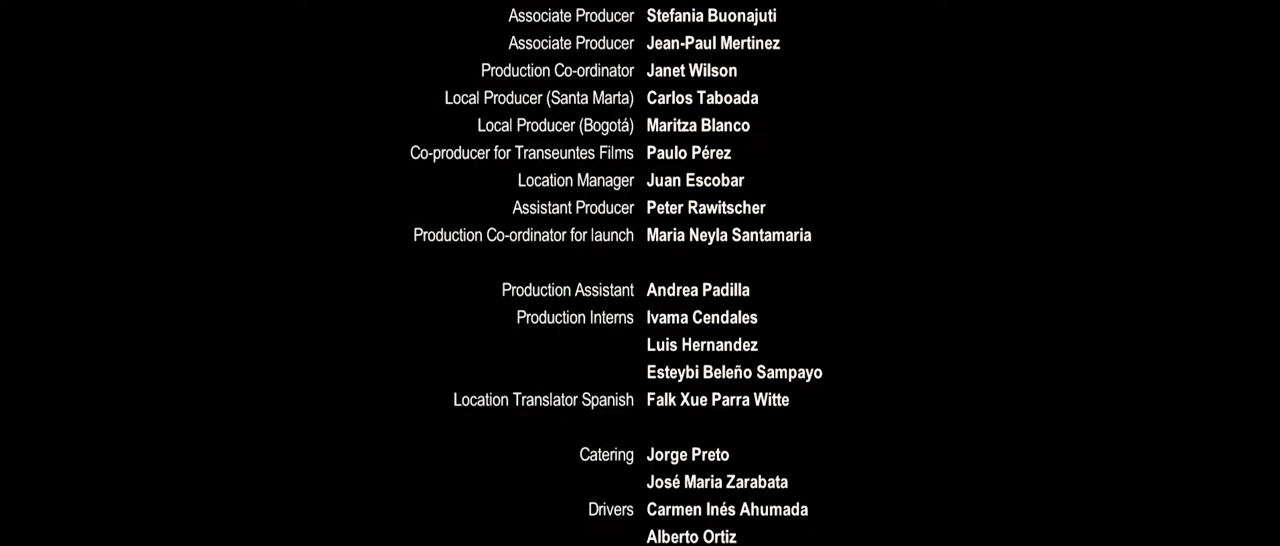 Associate Producer Stefania Buonajuti
Associate Producer Jean-Paul Mertinez
Production Co-ordinator Janet Wilson
Local Producer (Santa Marta) Carlos Taboada
Local Producer (Bogotá) Maritza Blanco
Co-producer for Transeuntes Films Paulo Pérez
Location Manager Juan Escobar
Assistant Producer Peter Rawitscher
Production Co-ordinator for launch Maria Neyla Santamaria
Production Assistant Andrea Padilla
Production Interns Ivama Cendales
Luis Hernandez
Esteybi Beleño Sampayo
Location Translator Spanish Falk Xue Parra Witte
Catering Jorge Preto
José Maria Zarabata
Drivers Carmen Inés Ahumada
Alberto Ortiz